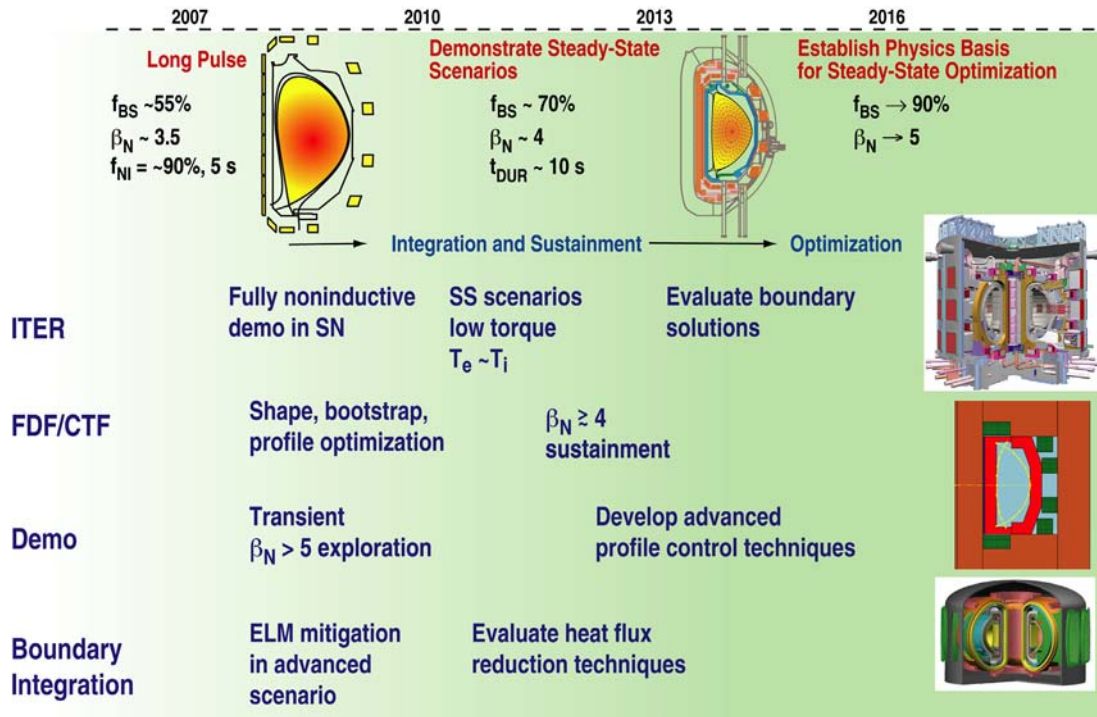 2007 2010 2013 2016
Long Pulse
f_BS ~55%
β_N ~ 3.5
f_NI = ~90%, 5 s
Demonstrate Steady-State
Scenarios
f_BS ~ 70%
β_N ~ 4
t_DUR ~ 10 s
Establish Physics Basis
for Steady-State Optimization
f_BS → 90%
β_N → 5
Integration and Sustainment
Optimization
ITER
Fully noninductive
demo in SN
SS scenarios
low torque
T_e ~T_i
Evaluate boundary
solutions
FDF/CTF
Shape, bootstrap,
profile optimization
β_N ≳ 4
sustainment
Demo
Transient
β_N > 5 exploration
Develop advanced
profile control techniques
Boundary
Integration
ELM mitigation
in advanced
scenario
Evaluate heat flux
reduction techniques